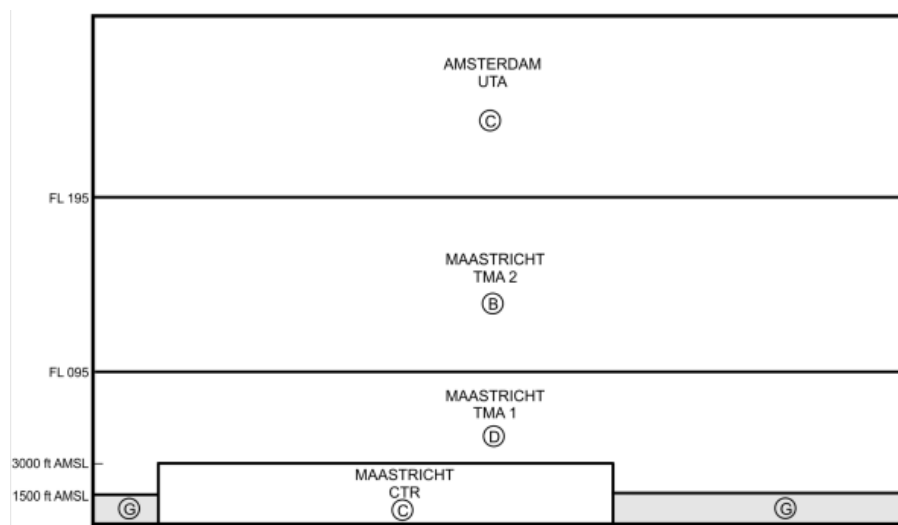 AMSTERDAM
UTA
C
FL 195
MAASTRICHT
TMA 2
B
FL 095
MAASTRICHT
TMA 1
D
3000 ft AMSL
MAASTRICHT
CTR
C
1500 ft AMSL
G
G